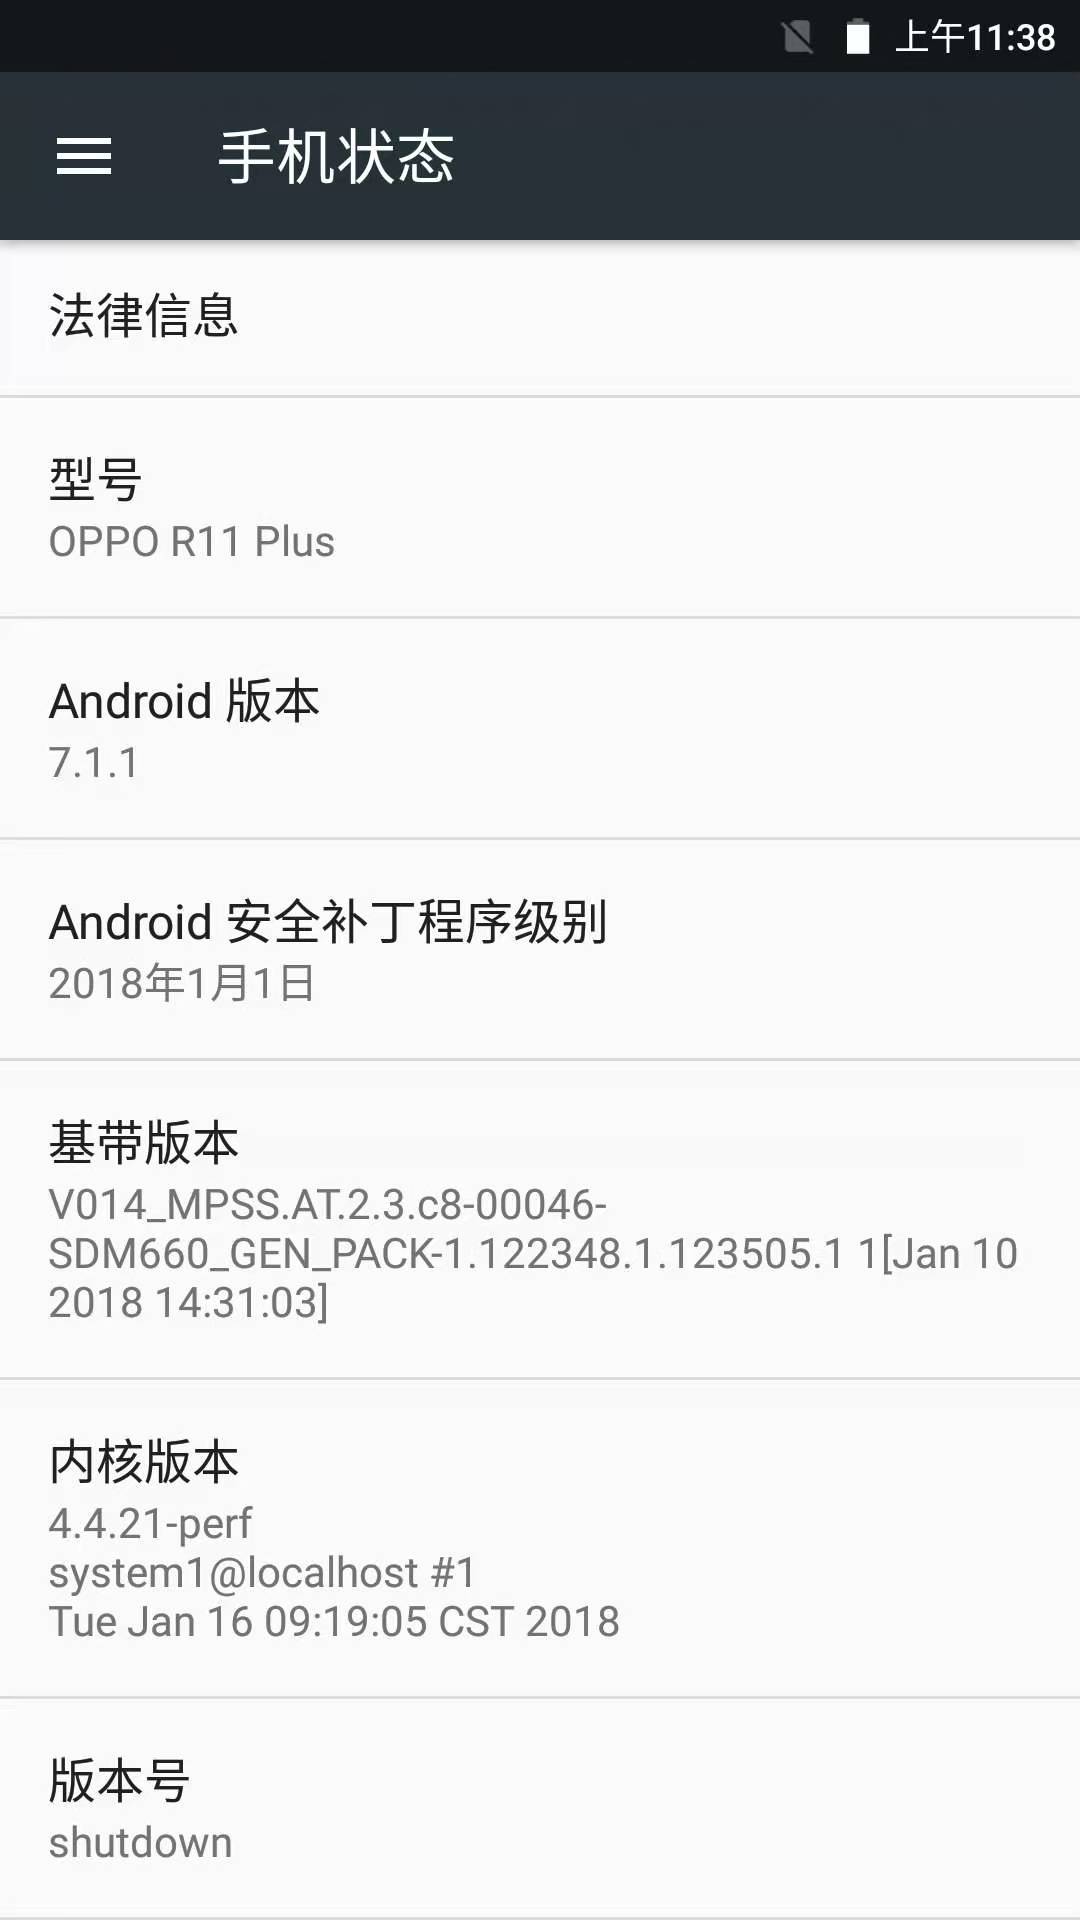 上午11:38
手机状态
法律信息
型号
OPPO R11 Plus
Android 版本
7.1.1
Android 安全补丁程序级别
2018年1月1日
基带版本
V014_MPSS.AT.2.3.c8-00046-
SDM660_GEN_PACK-1.122348.1.123505.1 1[Jan 10
2018 14:31:03]
内核版本
4.4.21-perf
system1@localhost #1
Tue Jan 16 09:19:05 CST 2018
版本号
shutdown